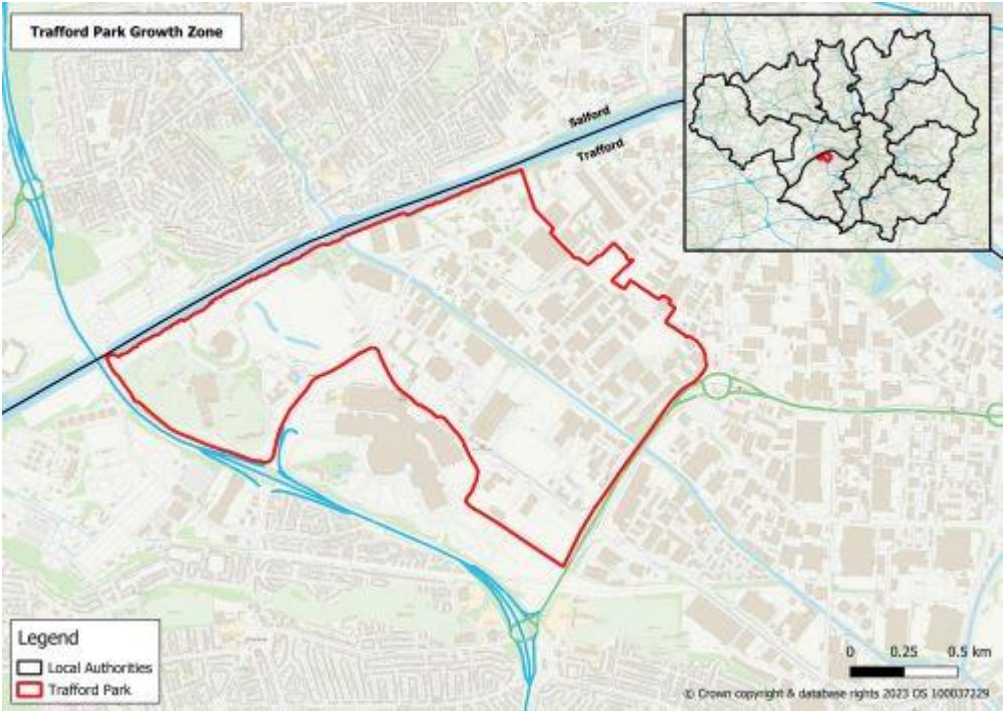 Trafford Park Growth Zone
Salford
Trafford
Legend
Local Authorities
Trafford Park
0 0.25 0.5 km
© Crown copyright & database rights 2023 OS 100037229